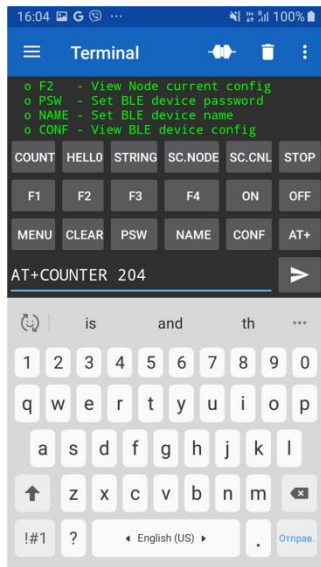 16:04 G 100%
Terminal
o F2 - View Node current config
o PSW - Set BLE device password
o NAME - Set BLE device name
o CONF - View BLE device config
COUNT HELL0 STRING SC.NODE SC.CNL STOP
F1 F2 F3 F4 ON OFF
MENU CLEAR PSW NAME CONF AT+
AT+COUNTER 204
is and th
1 2 3 4 5 6 7 8 9 0
q w e r t y u i o p
a s d f g h j k l
z x c v b n m
!#1 ? English (US) . Отправ.